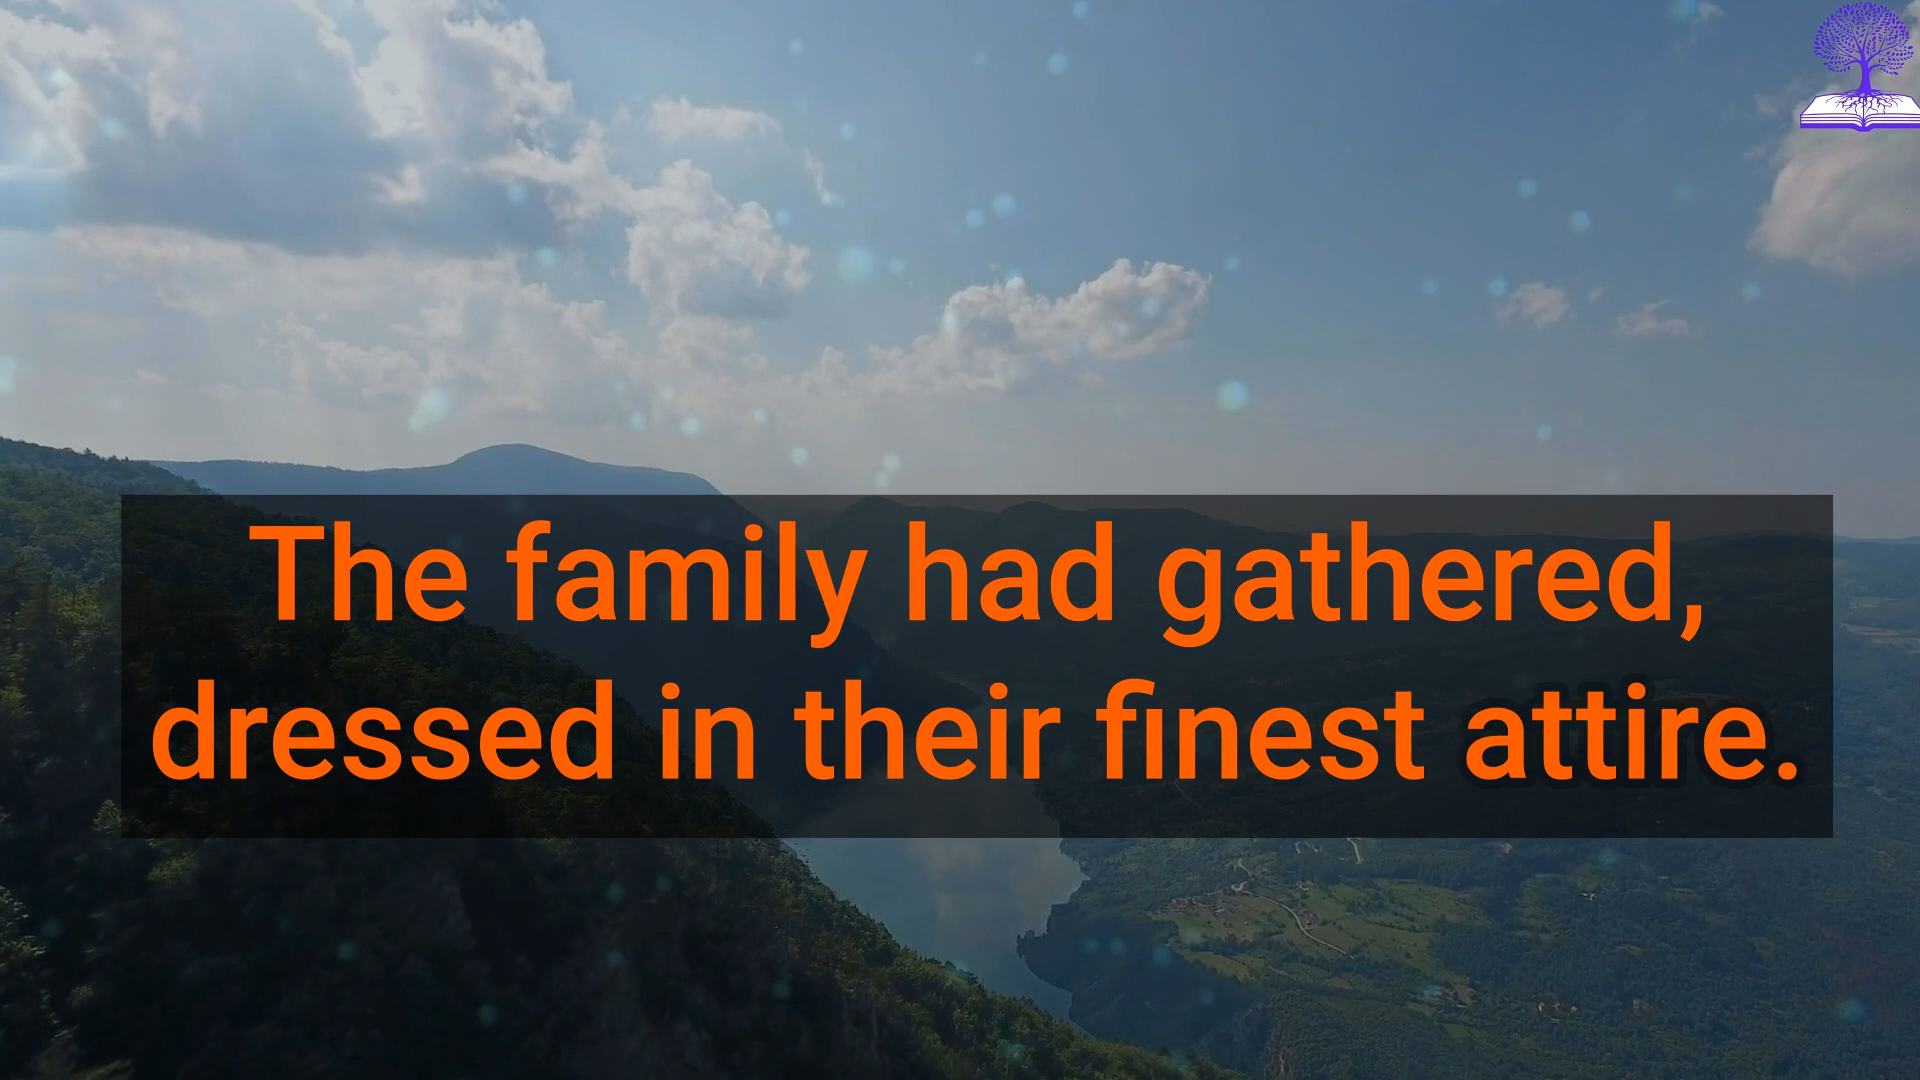 The family had gathered,
dressed in their finest attire.